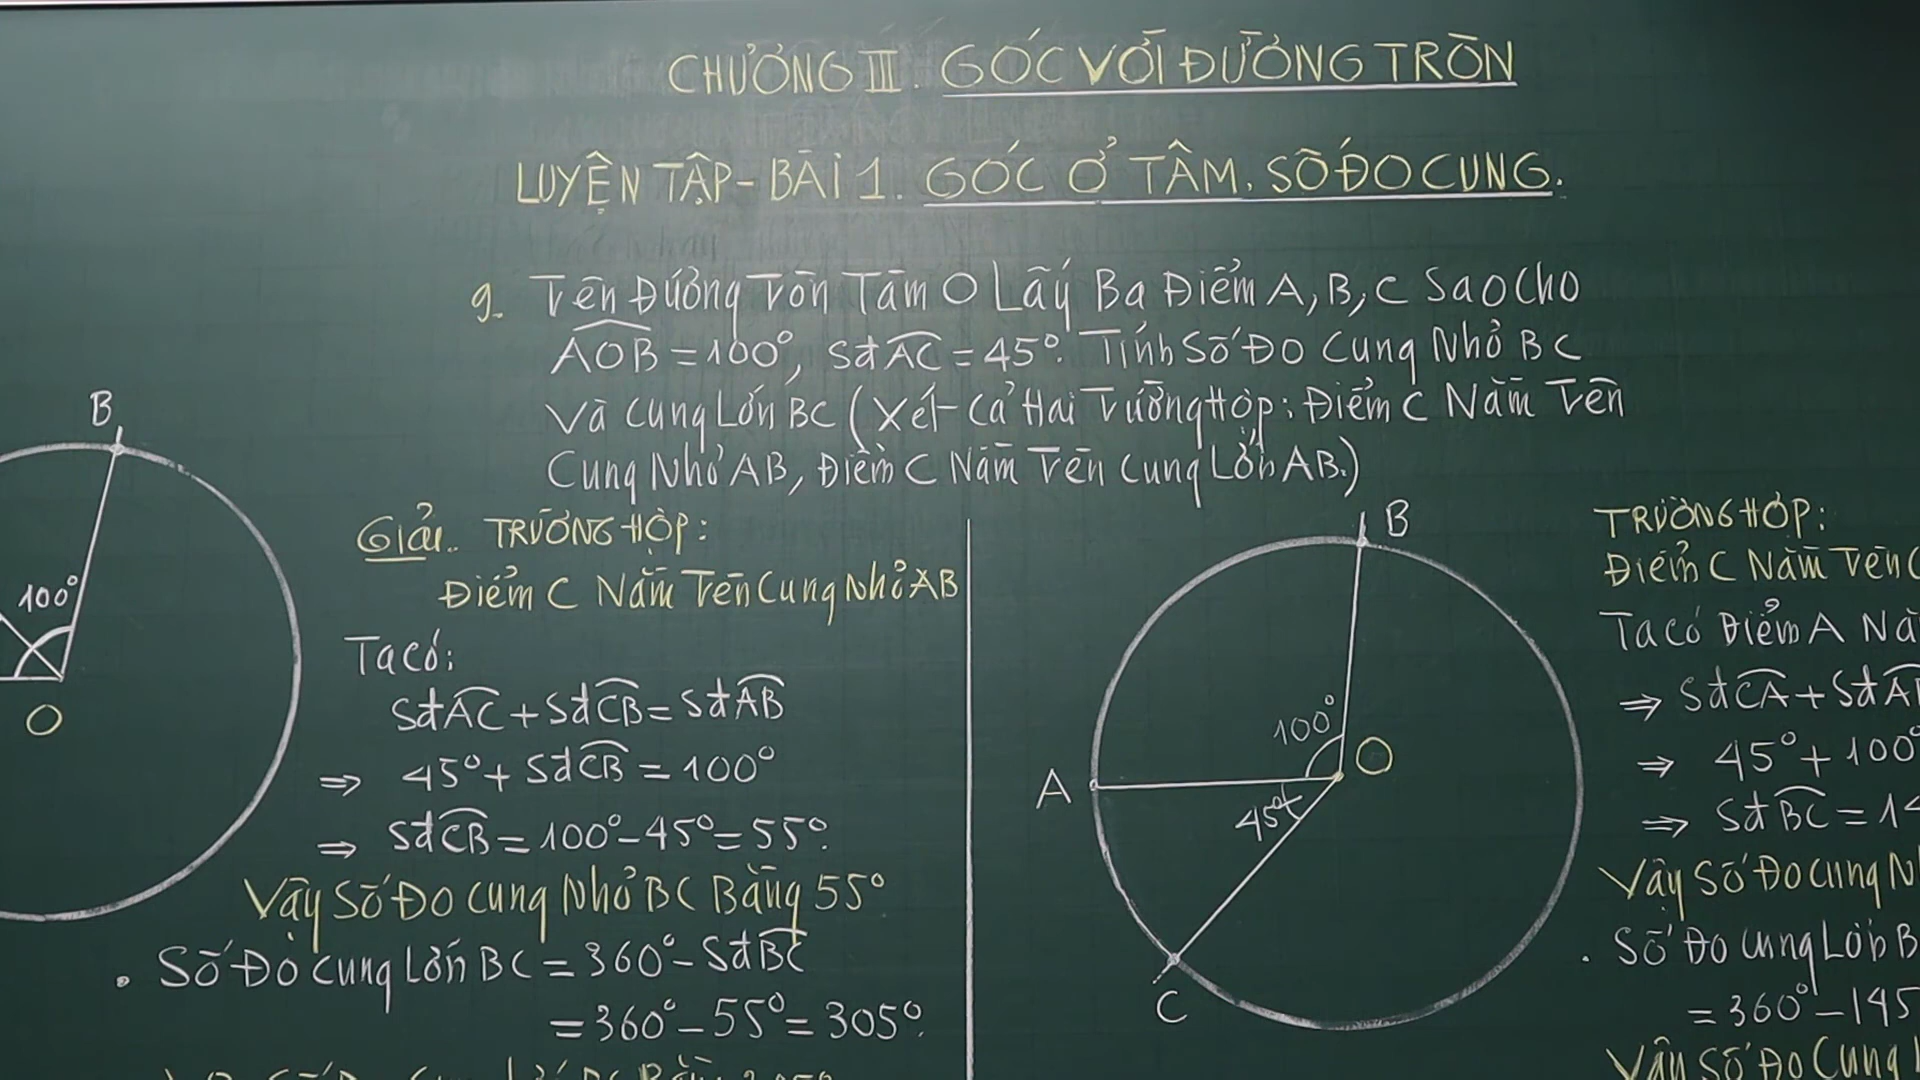 CHƯƠNG III. GÓC VỚI ĐƯỜNG TRÒN
LUYỆN TẬP - BÀI 1. GÓC Ở TÂM. SỐ ĐO CUNG.
9. Trên Đường Tròn Tâm O Lấy Ba Điểm A, B, C Sao Cho
AOB = 100°, Sđ AC = 45°. Tính Số Đo Cung Nhỏ BC
Và Cung Lớn BC (Xét Cả Hai Trường Hợp: Điểm C Nằm Trên
Cung Nhỏ AB, Điểm C Nằm Trên Cung Lớn AB.)
B
100°
O
Giải.. TRƯỜNG HỢP:
Điểm C Nằm Trên Cung Nhỏ AB
Ta có:
Sđ AC + Sđ CB = Sđ AB
⇒ 45° + Sđ CB = 100°
⇒ Sđ CB = 100° - 45° = 55°.
Vậy Số Đo Cung Nhỏ BC Bằng 55°
. Số Đo Cung Lớn BC = 360° - Sđ BC
= 360° - 55° = 305°.
B
100°
O
A
45°
C
TRƯỜNG HỢP:
Điểm C Nằm Trên C
Ta có Điểm A Nằ
⇒ Sđ CA + Sđ AB
⇒ 45° + 100°
⇒ Sđ BC = 14
Vậy Số Đo Cung N
. Số Đo Cung Lớn B
= 360° - 145
Vậy Số Đo Cung L